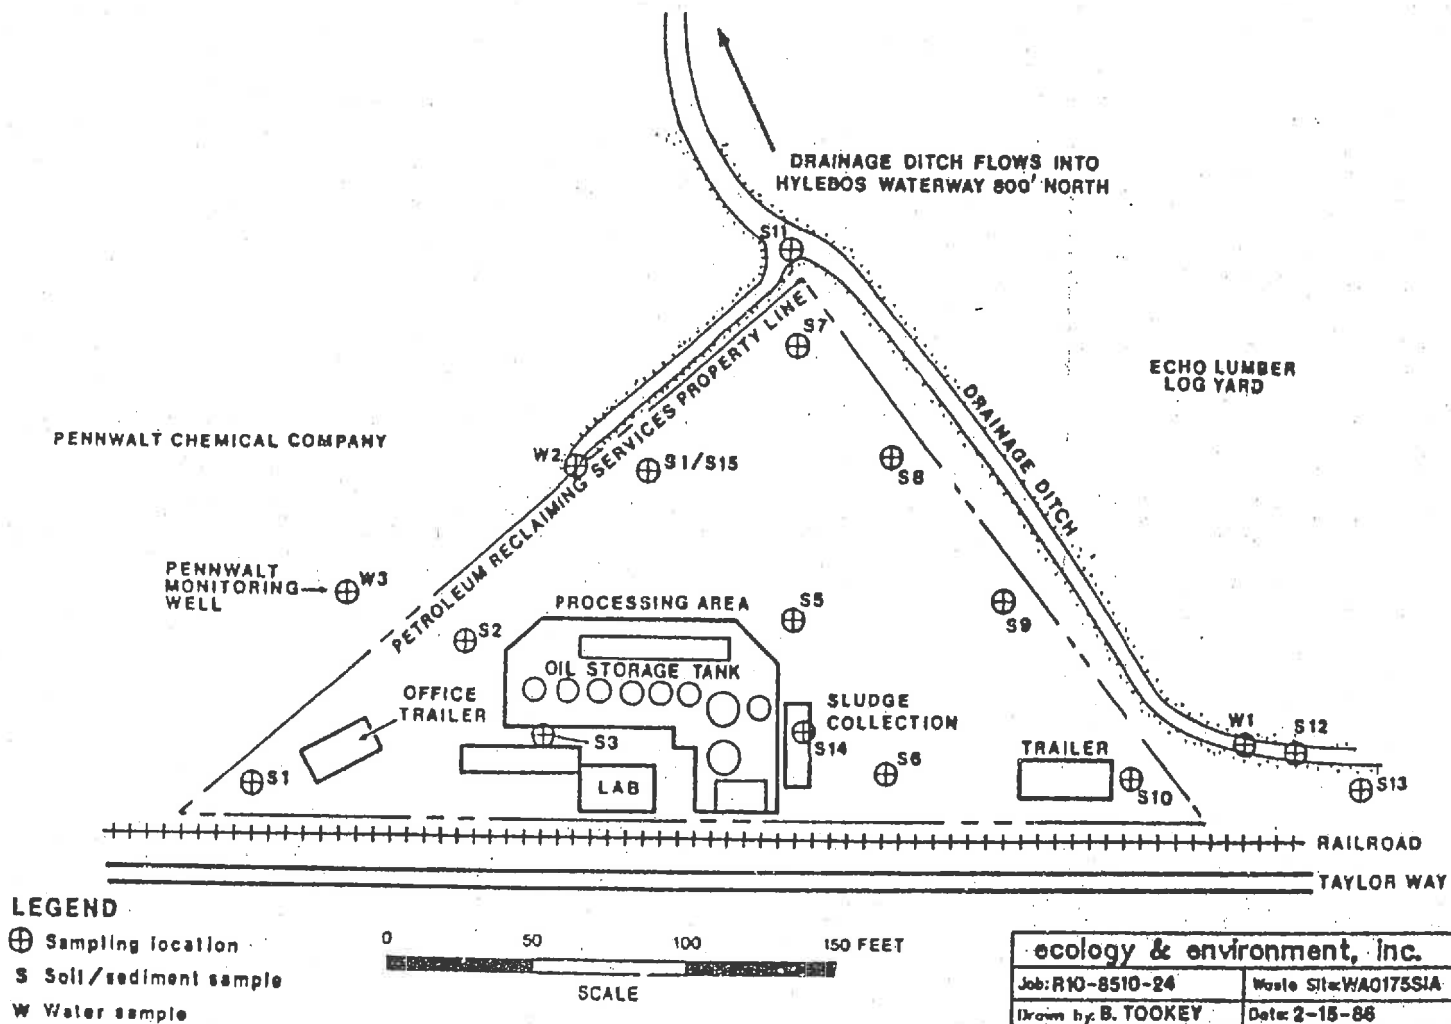 DRAINAGE DITCH FLOWS INTO
HYLEBOS WATERWAY 800' NORTH
S11
S7
ECHO LUMBER
LOG YARD
DRAINAGE DITCH
PETROLEUM RECLAIMING SERVICES PROPERTY LINE
PENNWALT CHEMICAL COMPANY
W2
S1/S15
S8
PENNWALT
MONITORING
WELL
W3
S2
PROCESSING AREA
S5
S9
OIL STORAGE TANK
OFFICE
TRAILER
SLUDGE
COLLECTION
S3
S14
S6
TRAILER
W1
S12
S1
LAB
S10
S13
RAILROAD
TAYLOR WAY
LEGEND
Sampling location
S Soil/sediment sample
W Water sample
0 50 100 150 FEET
SCALE
ecology & environment, inc.
Job: R10-8510-24
Waste Site: WA0175SIA
Drawn by: B. TOOKEY
Date: 2-15-86